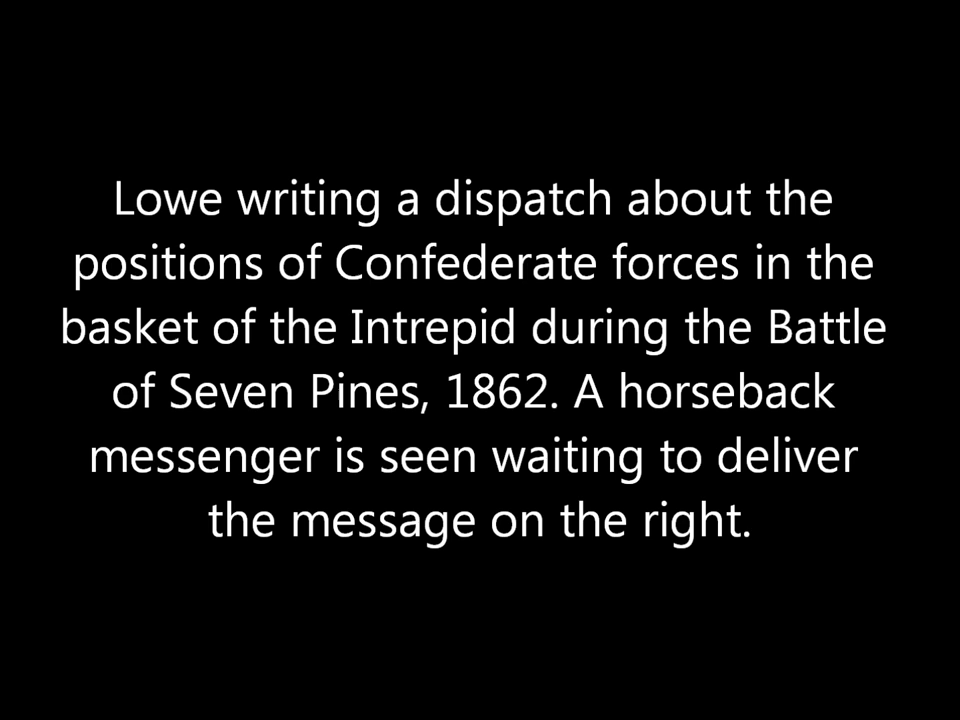 Lowe writing a dispatch about the
positions of Confederate forces in the
basket of the Intrepid during the Battle
of Seven Pines, 1862. A horseback
messenger is seen waiting to deliver
the message on the right.